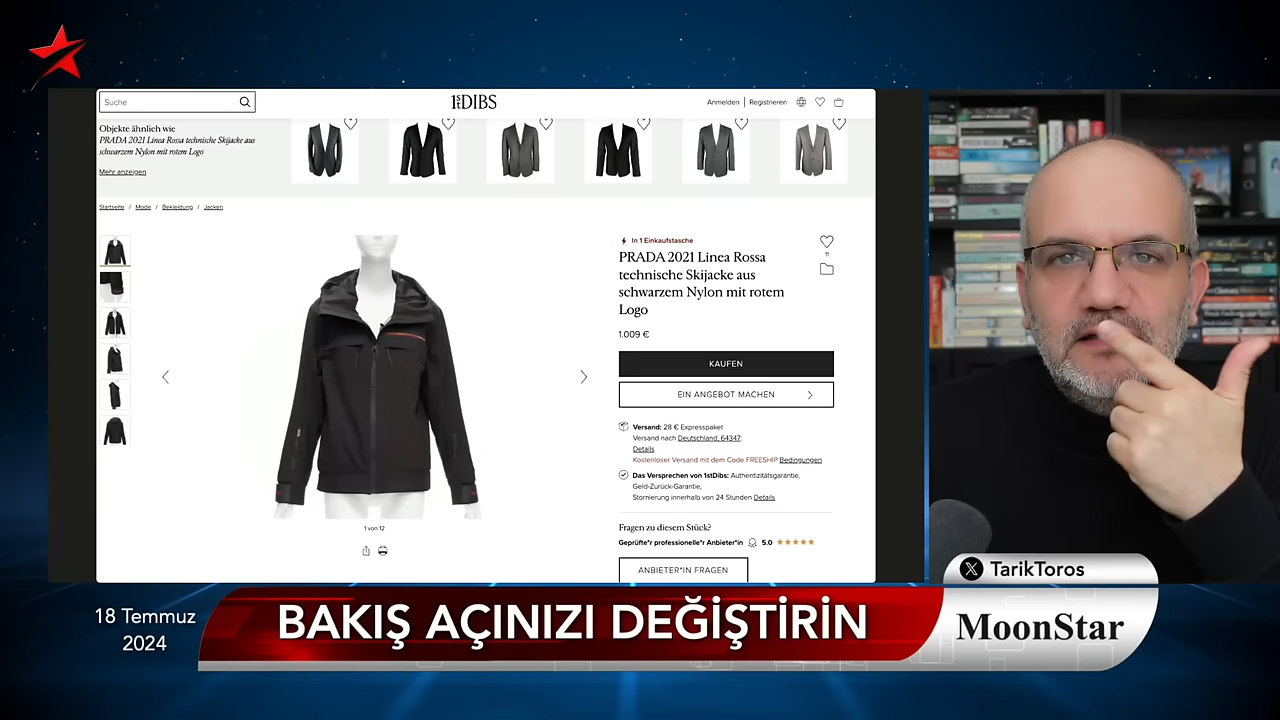 Suche
1STDIBS
Anmelden
Registrieren
Objekte ähnlich wie
PRADA 2021 Linea Rossa technische Skijacke aus
schwarzem Nylon mit rotem Logo
Mehr anzeigen
Startseite / Mode / Bekleidung / Jacken
In 1 Einkaufstasche
11
PRADA 2021 Linea Rossa
technische Skijacke aus
schwarzem Nylon mit rotem
Logo
1.009 €
KAUFEN
EIN ANGEBOT MACHEN
Versand: 28 € Expresspaket
Versand nach Deutschland, 64347:
Details
Kostenloser Versand mit dem Code FREESHIP Bedingungen
Das Versprechen von 1stDibs: Authentizitätsgarantie,
Geld-Zurück-Garantie,
Stornierung innerhalb von 24 Stunden Details
1 von 12
Fragen zu diesem Stück?
Geprüfte*r professionelle*r Anbieter*in 5.0
ANBIETER*IN FRAGEN
X TarikToros
18 Temmuz
2024
BAKIŞ AÇINIZI DEĞİŞTİRİN
MoonStar